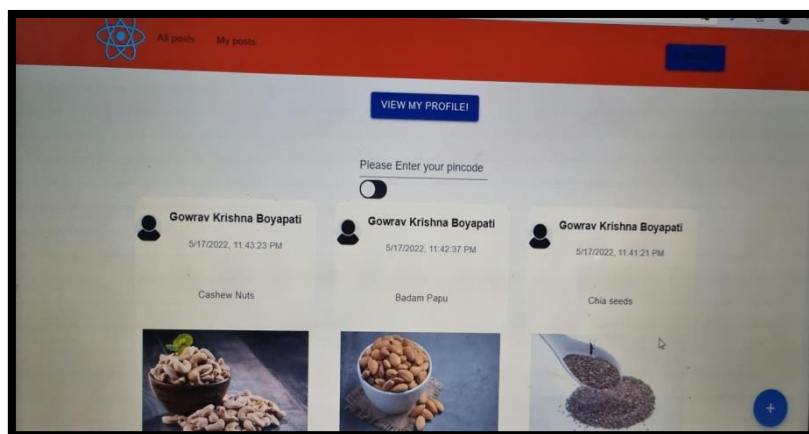 All posts My posts
VIEW MY PROFILE!
Please Enter your pincode
Gowrav Krishna Boyapati
5/17/2022, 11:43:23 PM
Cashew Nuts
Gowrav Krishna Boyapati
5/17/2022, 11:42:37 PM
Badam Papu
Gowrav Krishna Boyapati
5/17/2022, 11:41:21 PM
Chia seeds
+